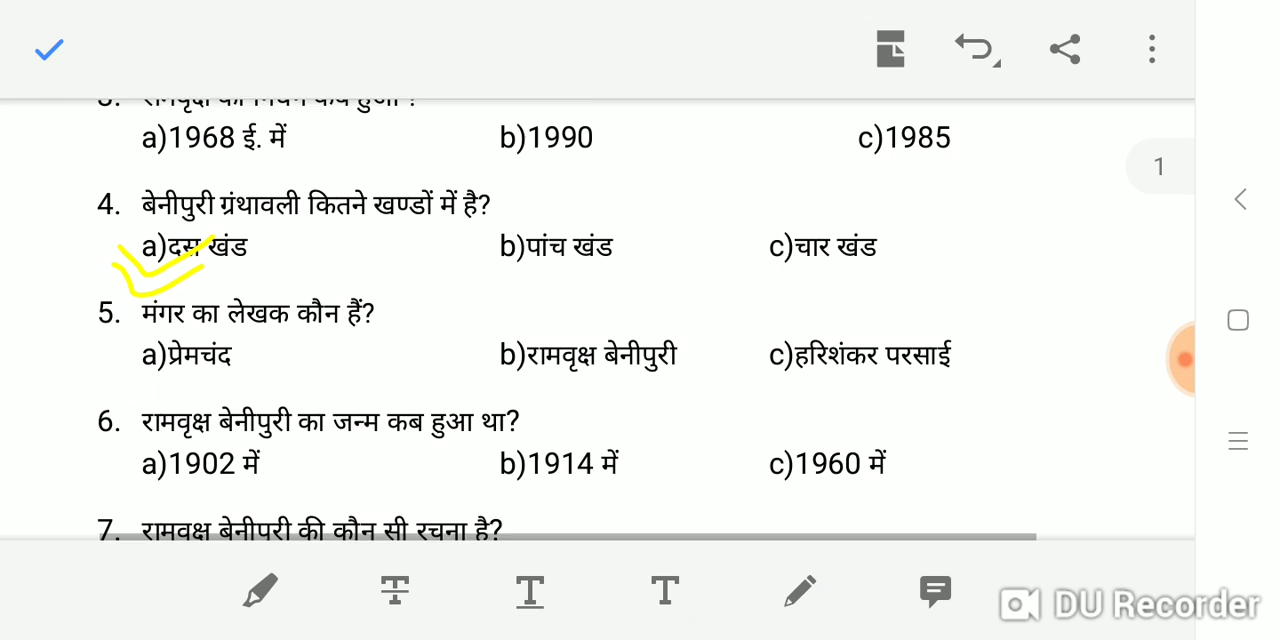 a)1968 ई. में b)1990 c)1985
1
4. बेनीपुरी ग्रंथावली कितने खण्डों में है?
a)दस खंड b)पांच खंड c)चार खंड
5. मंगर का लेखक कौन हैं?
a)प्रेमचंद b)रामवृक्ष बेनीपुरी c)हरिशंकर परसाई
6. रामवृक्ष बेनीपुरी का जन्म कब हुआ था?
a)1902 में b)1914 में c)1960 में
7. रामवृक्ष बेनीपुरी की कौन सी रचना है?
DU Recorder